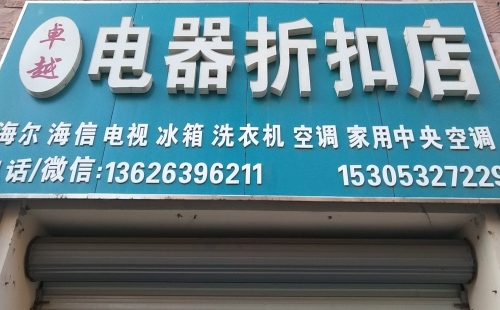 卓越
电器折扣店
海尔 海信 电视 冰箱 洗衣机 空调 家用中央空调
话/微信:13626396211 15305327229